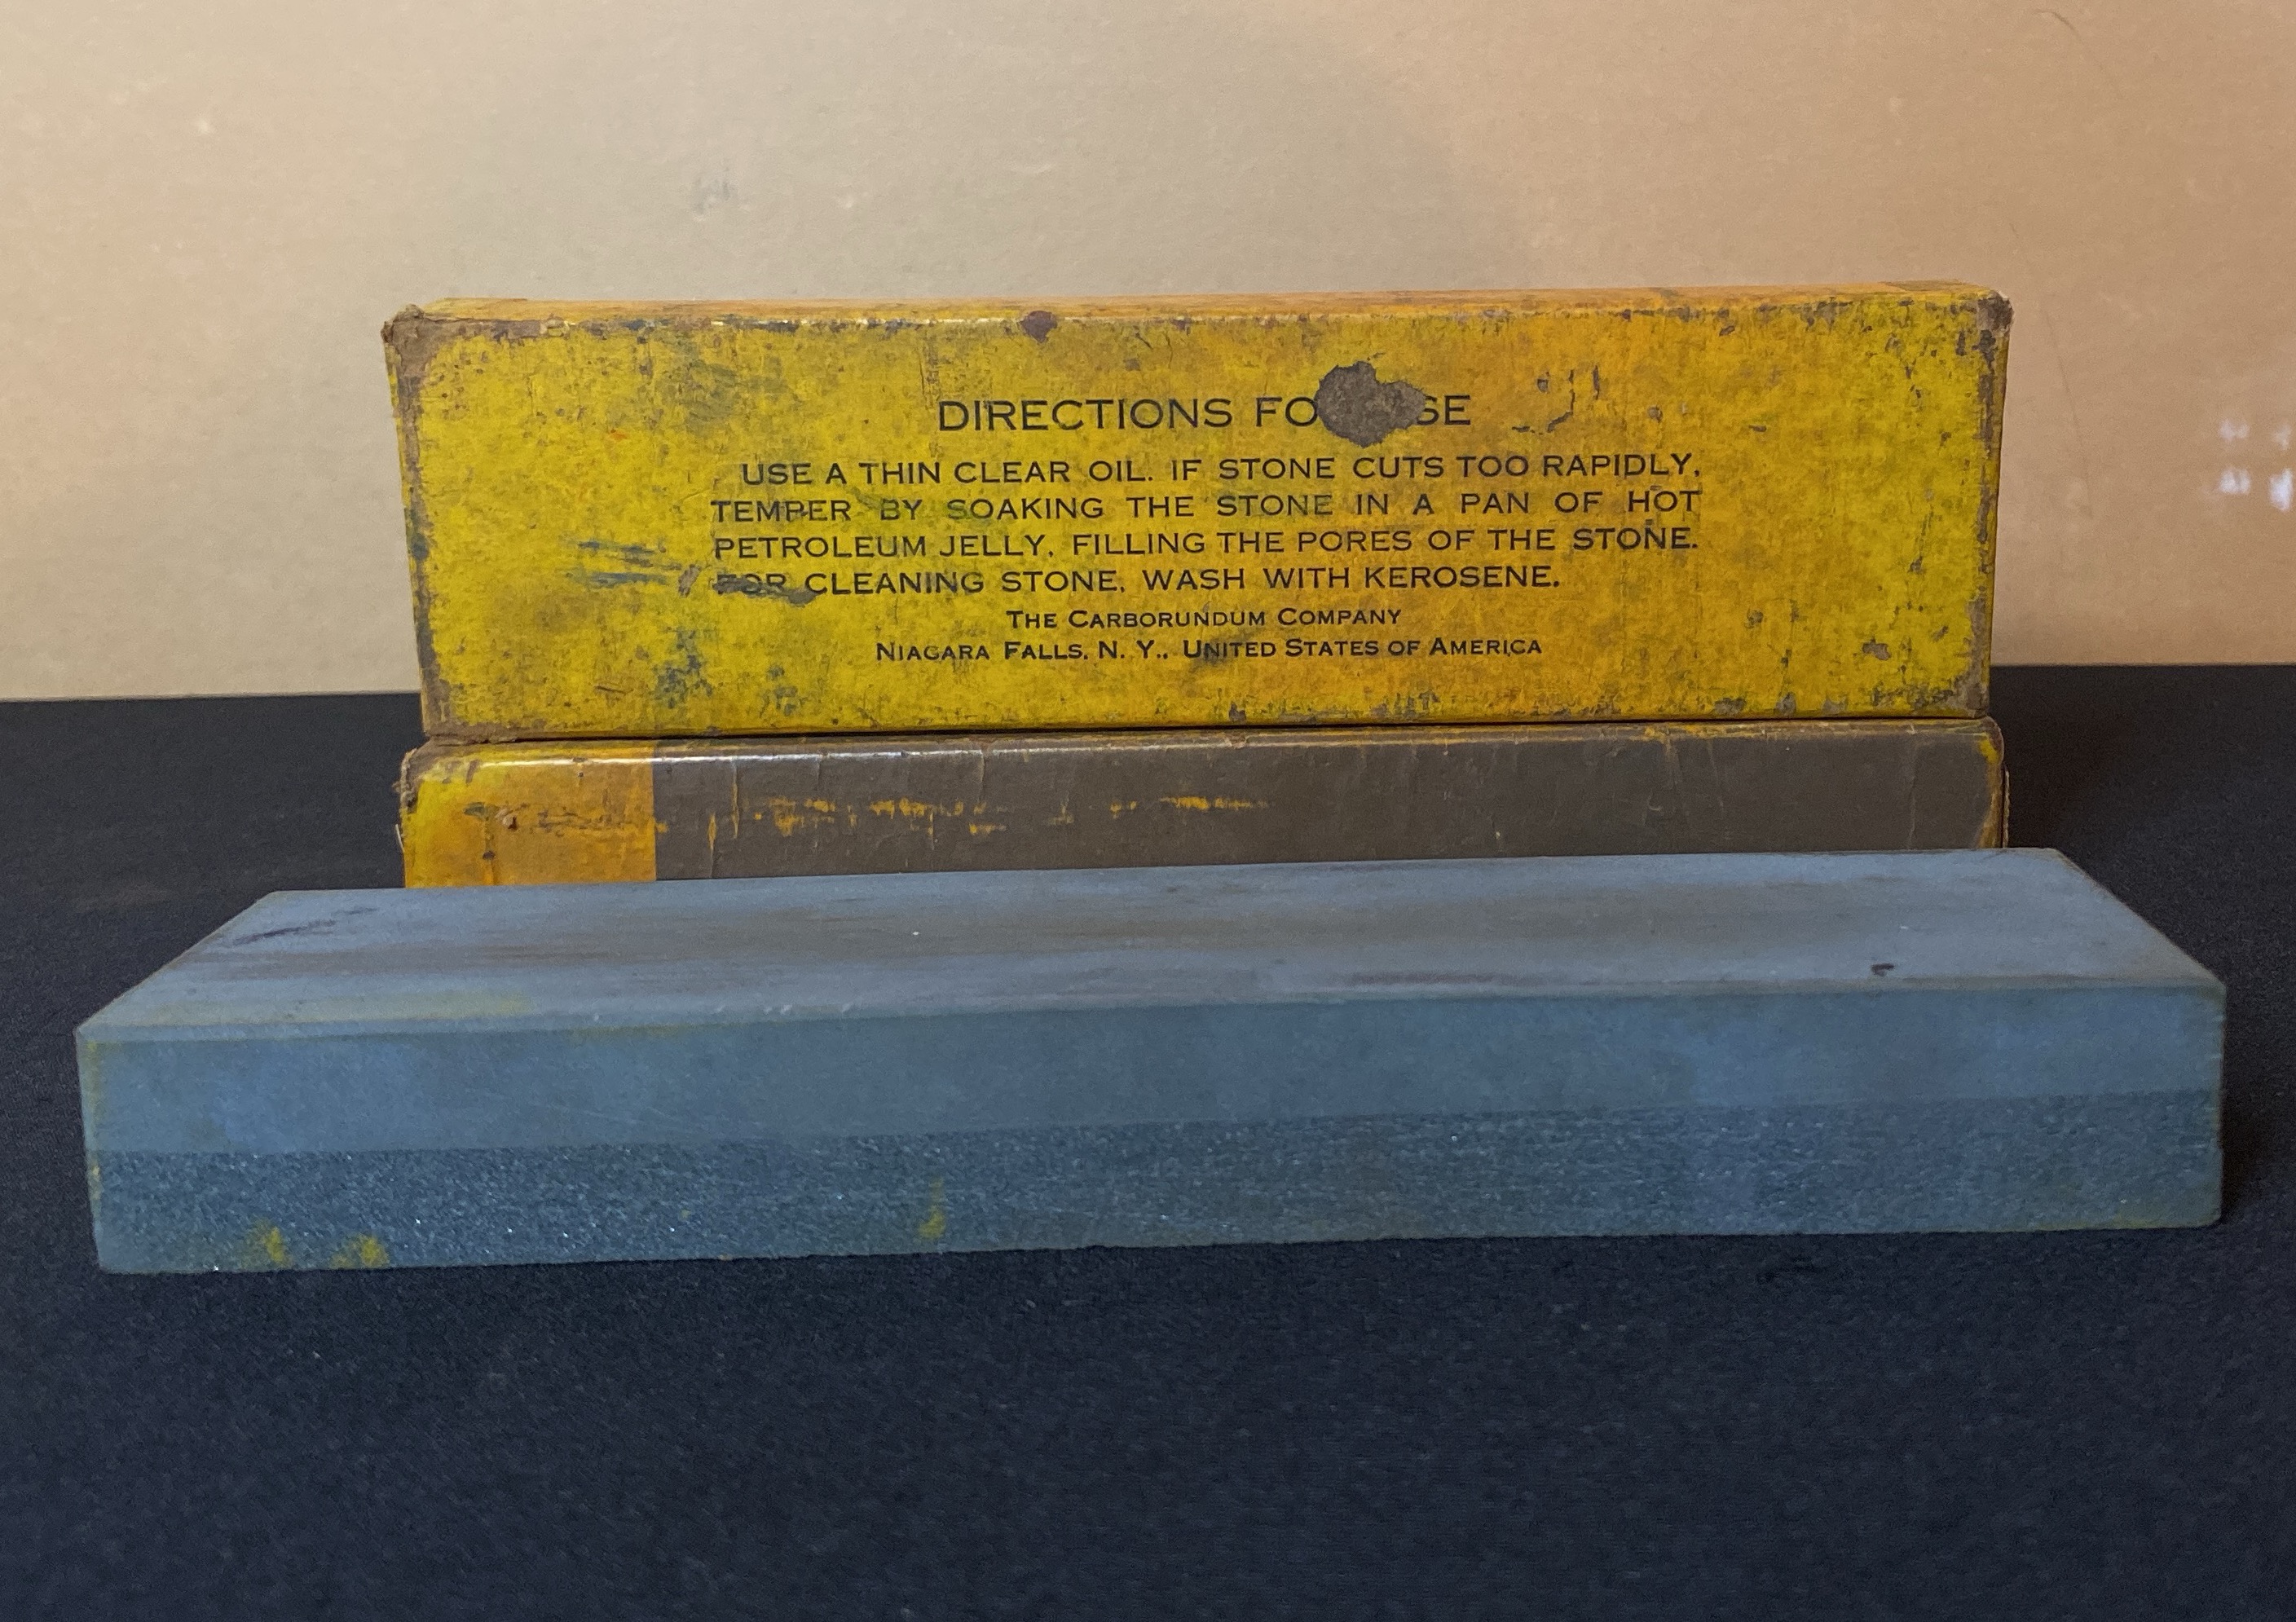 DIRECTIONS FO SE
USE A THIN CLEAR OIL. IF STONE CUTS TOO RAPIDLY,
TEMPER BY SOAKING THE STONE IN A PAN OF HOT
PETROLEUM JELLY, FILLING THE PORES OF THE STONE.
FOR CLEANING STONE, WASH WITH KEROSENE.
THE CARBORUNDUM COMPANY
NIAGARA FALLS, N. Y., UNITED STATES OF AMERICA